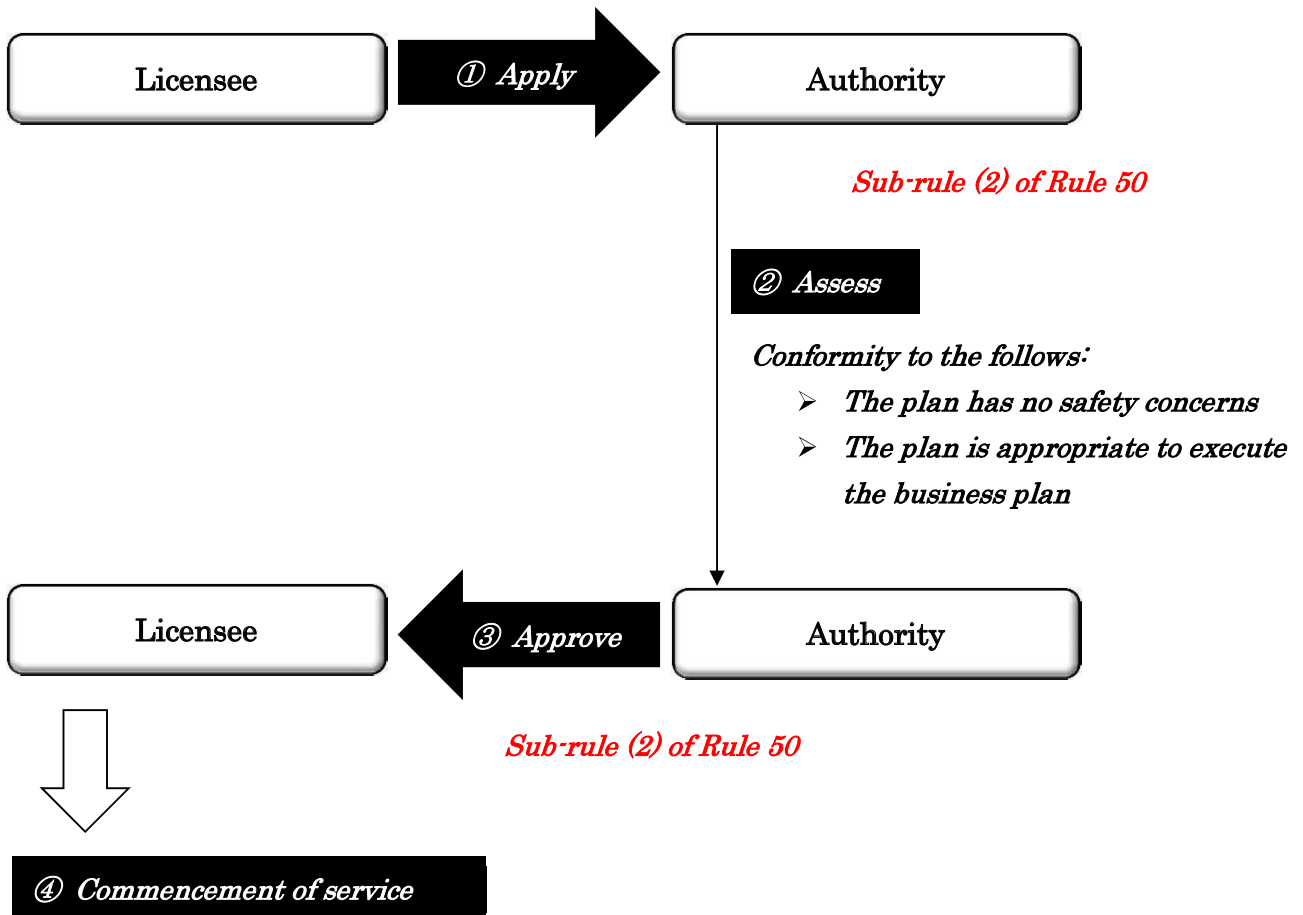 Licensee
① Apply
Authority
Sub-rule (2) of Rule 50
② Assess
Conformity to the follows:
➢ The plan has no safety concerns
➢ The plan is appropriate to execute
the business plan
Licensee
③ Approve
Authority
Sub-rule (2) of Rule 50
④ Commencement of service